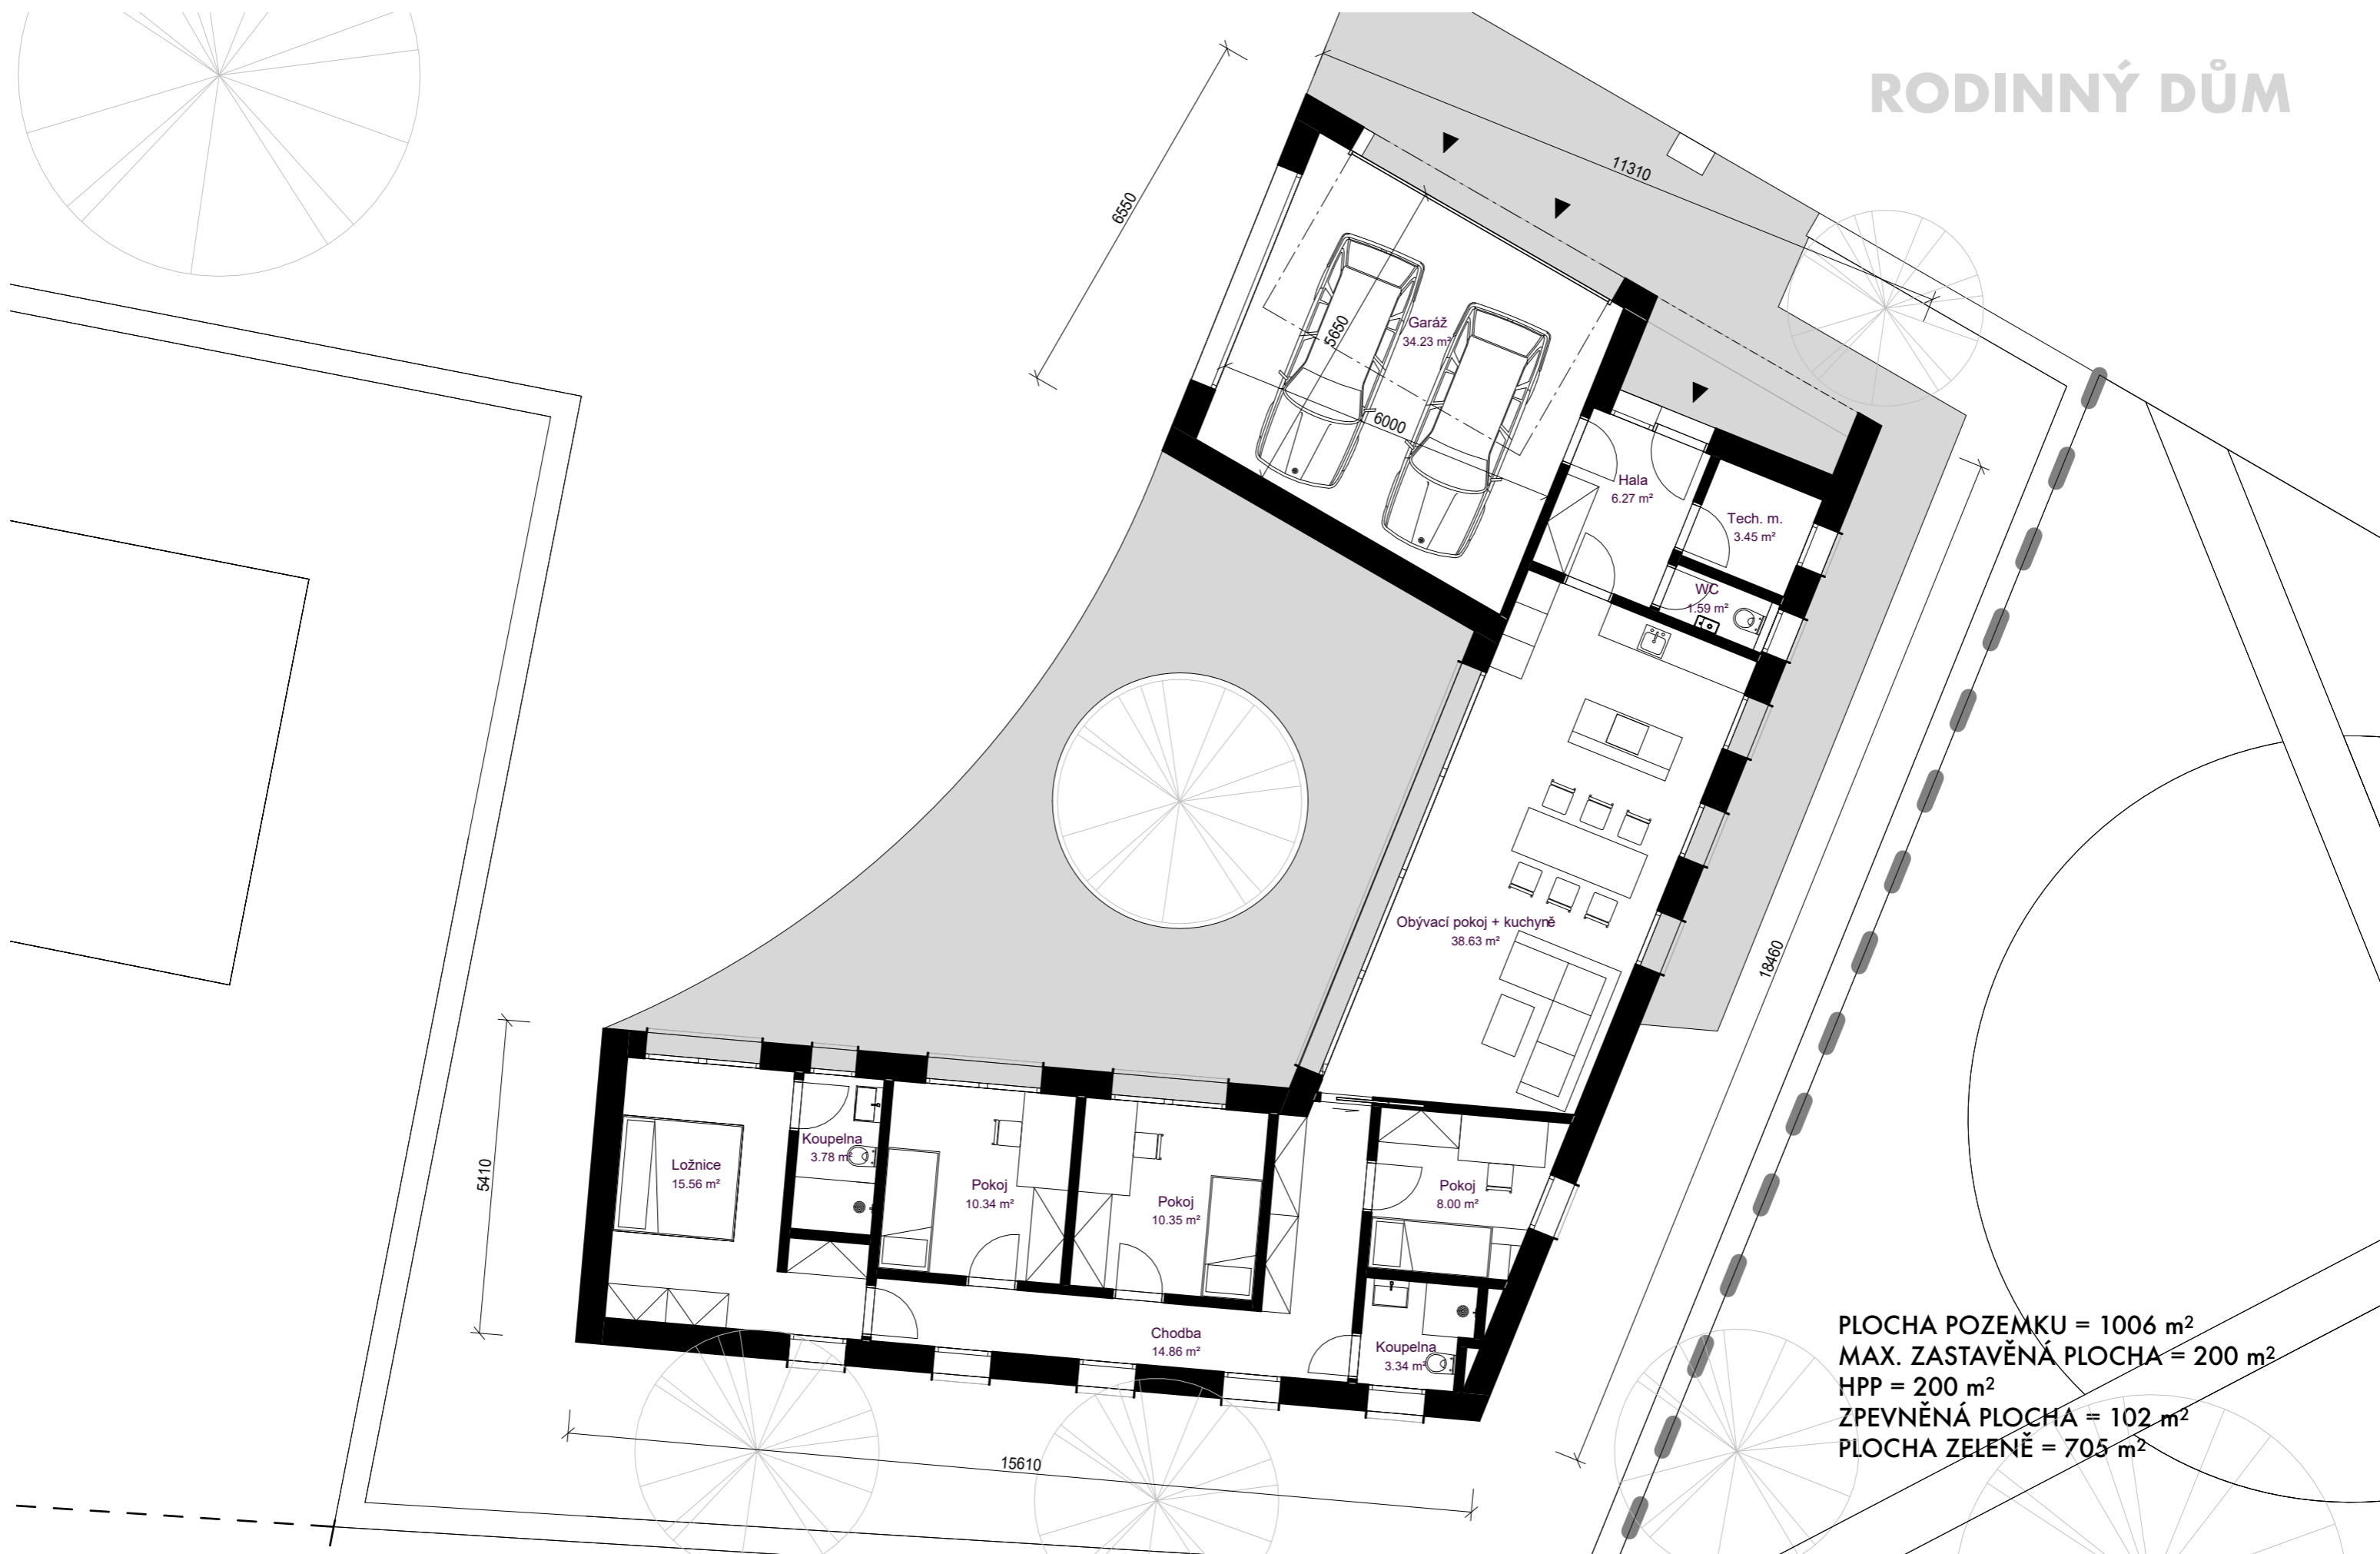 RODINNÝ DŮM
11310
6550
5650
Garáž
34.23 m²
6000
Hala
6.27 m²
Tech. m.
3.45 m²
WC
1.59 m²
Obývací pokoj + kuchyně
38.63 m²
18460
5410
Ložnice
15.56 m²
Koupelna
3.78 m²
Pokoj
10.34 m²
Pokoj
10.35 m²
Pokoj
8.00 m²
Chodba
14.86 m²
Koupelna
3.34 m²
15610
PLOCHA POZEMKU = 1006 m²
MAX. ZASTAVĚNÁ PLOCHA = 200 m²
HPP = 200 m²
ZPEVNĚNÁ PLOCHA = 102 m²
PLOCHA ZELENĚ = 705 m²